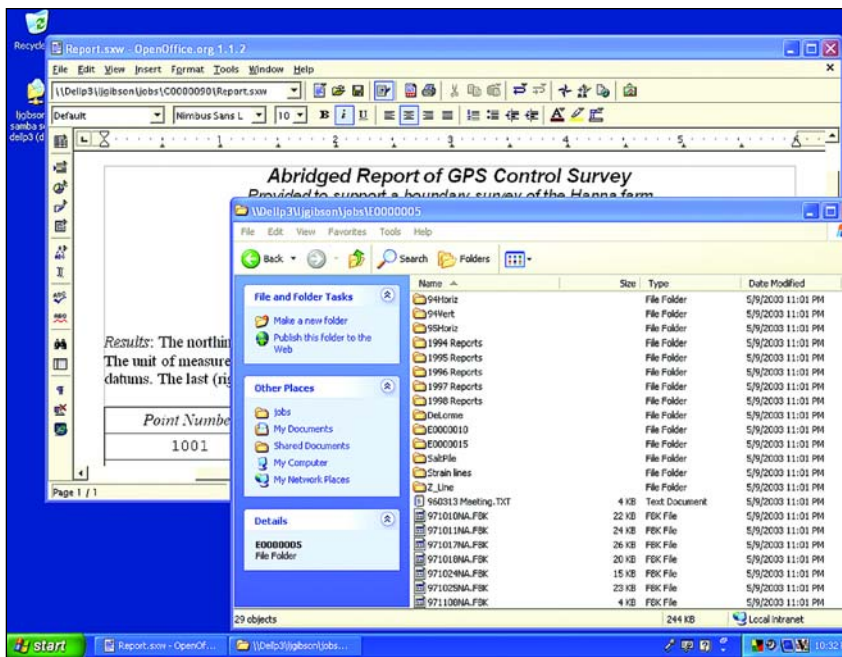 Recycle
Report.sxw - OpenOffice.org 1.1.2
File Edit View Insert Format Tools Window Help
\\Dellp3\ljgibson\jobs\C0000090\Report.sxw
ljgibson
samba
dellp3 (d
Default Nimbus Sans L 10 B i U
1 2 3 4 5 6
Abridged Report of GPS Control Survey
Provided to support a boundary survey of the Hanna farm
Results: The northin
The unit of measure
datums. The last (rig
Point Numbe
1001
Page 1 / 1
\\Dellp3\ljgibson\jobs\E0000005
File Edit View Favorites Tools Help
Back Search Folders
File and Folder Tasks
Make a new folder
Publish this folder to the
Web
Other Places
jobs
My Documents
Shared Documents
My Computer
My Network Places
Details
E0000005
File Folder
Name Size Type Date Modified
94Horiz File Folder 5/9/2003 11:01 PM
94Vert File Folder 5/9/2003 11:01 PM
95Horiz File Folder 5/9/2003 11:01 PM
1994 Reports File Folder 5/9/2003 11:01 PM
1995 Reports File Folder 5/9/2003 11:01 PM
1996 Reports File Folder 5/9/2003 11:01 PM
1997 Reports File Folder 5/9/2003 11:01 PM
1998 Reports File Folder 5/9/2003 11:01 PM
DeLorme File Folder 5/9/2003 11:01 PM
E0000010 File Folder 5/9/2003 11:01 PM
E0000015 File Folder 5/9/2003 11:01 PM
SaltPile File Folder 5/9/2003 11:01 PM
Strain lines File Folder 5/9/2003 11:01 PM
Z_Line File Folder 5/9/2003 11:01 PM
960313 Meeting.TXT 4 KB Text Document 5/9/2003 11:01 PM
971010NA.FBK 22 KB FBK File 5/9/2003 11:01 PM
971011NA.FBK 24 KB FBK File 5/9/2003 11:01 PM
971017NA.FBK 26 KB FBK File 5/9/2003 11:01 PM
971018NA.FBK 20 KB FBK File 5/9/2003 11:01 PM
971024NA.FBK 15 KB FBK File 5/9/2003 11:01 PM
971025NA.FBK 23 KB FBK File 5/9/2003 11:01 PM
971108NA.FBK 4 KB FBK File 5/9/2003 11:01 PM
29 objects 244 KB Local intranet
start Report.sxw - OpenOf... \\Dellp3\ljgibson\jobs... 10:32